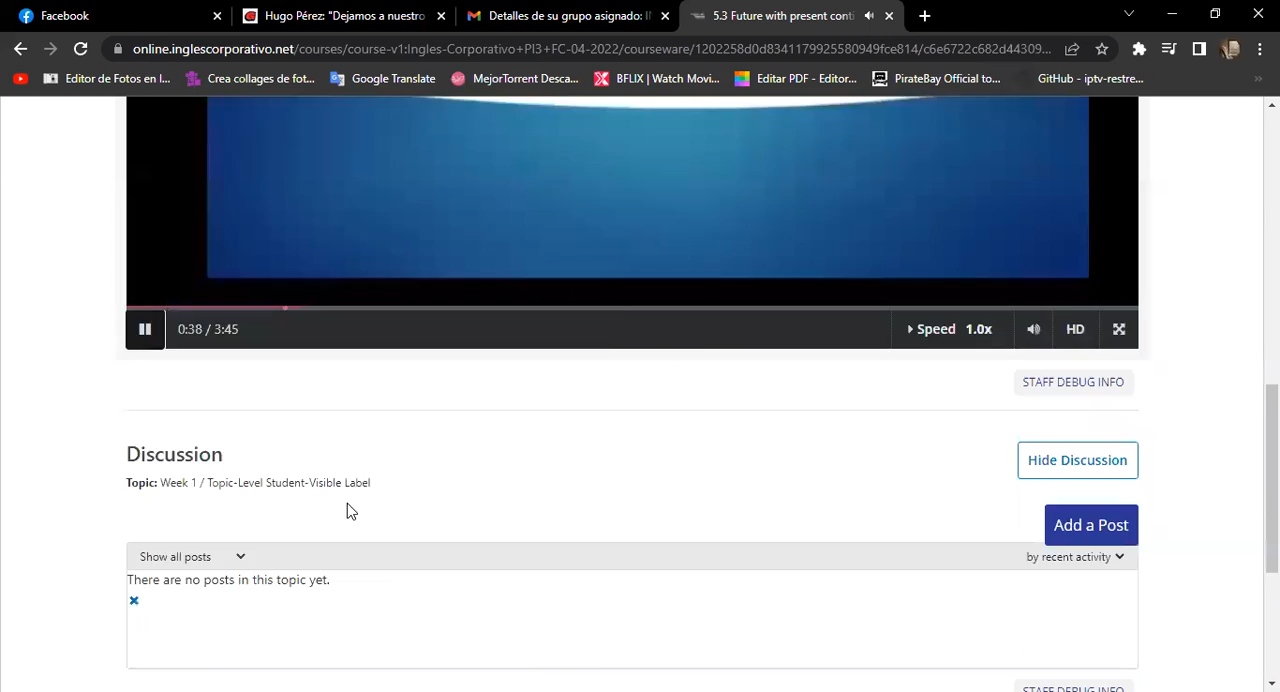 Facebook
Hugo Pérez: "Dejamos a nuestro
Detalles de su grupo asignado: I
5.3 Future with present conti
online.inglescorporativo.net/courses/course-v1:Ingles-Corporativo+PI3+FC-04-2022/courseware/1202258d0d8341179925580949fce814/c6e6722c682d44309...
Editor de Fotos en l...
Crea collages de fot...
Google Translate
MejorTorrent Desca...
BFLIX | Watch Movi...
Editar PDF - Editor...
PirateBay Official to...
GitHub - iptv-restre...
0:38 / 3:45
Speed 1.0x
HD
STAFF DEBUG INFO
Discussion
Hide Discussion
Topic: Week 1 / Topic-Level Student-Visible Label
Add a Post
Show all posts
by recent activity
There are no posts in this topic yet.
STAFF DEBUG INFO